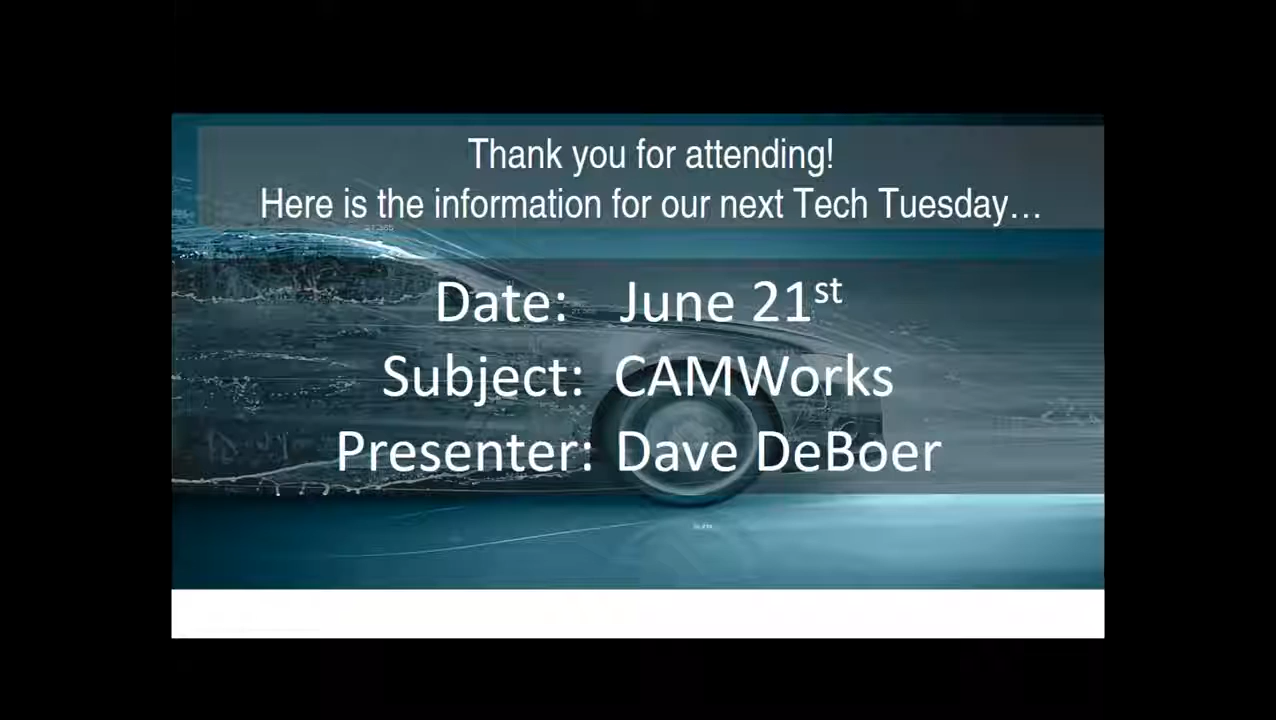 Thank you for attending!
Here is the information for our next Tech Tuesday…
Date: June 21st
Subject: CAMWorks
Presenter: Dave DeBoer